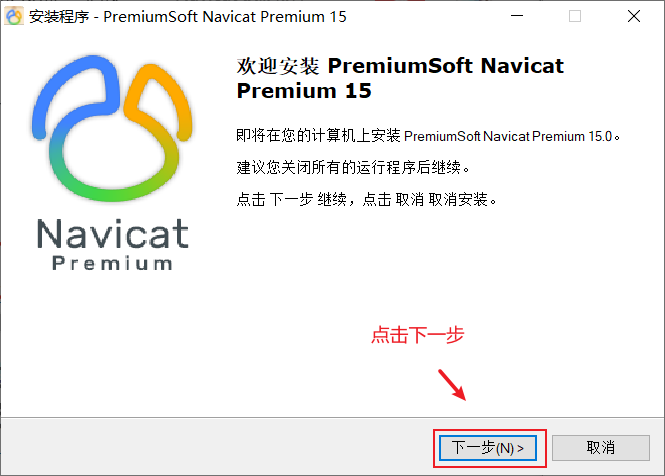 安装程序 - PremiumSoft Navicat Premium 15
欢迎安装 PremiumSoft Navicat
Premium 15
即将在您的计算机上安装 PremiumSoft Navicat Premium 15.0。
建议您关闭所有的运行程序后继续。
点击 下一步 继续，点击 取消 取消安装。
Navicat
Premium
点击下一步
下一步(N) >
取消